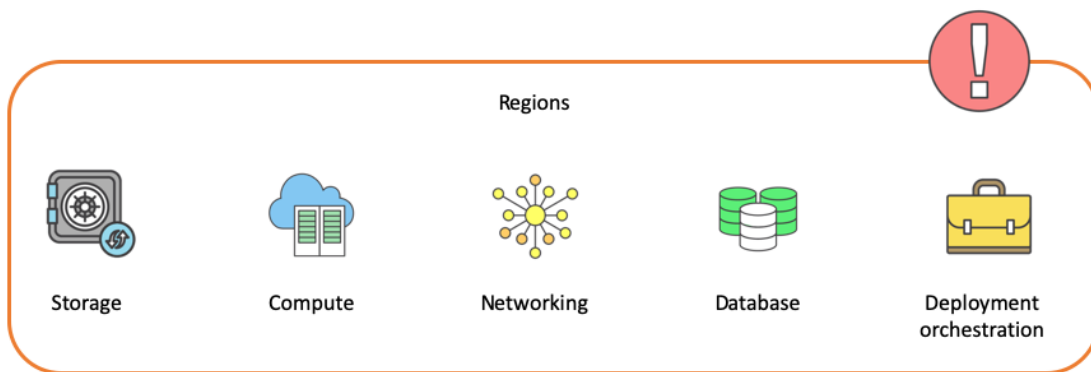 Regions
Storage
Compute
Networking
Database
Deployment
orchestration